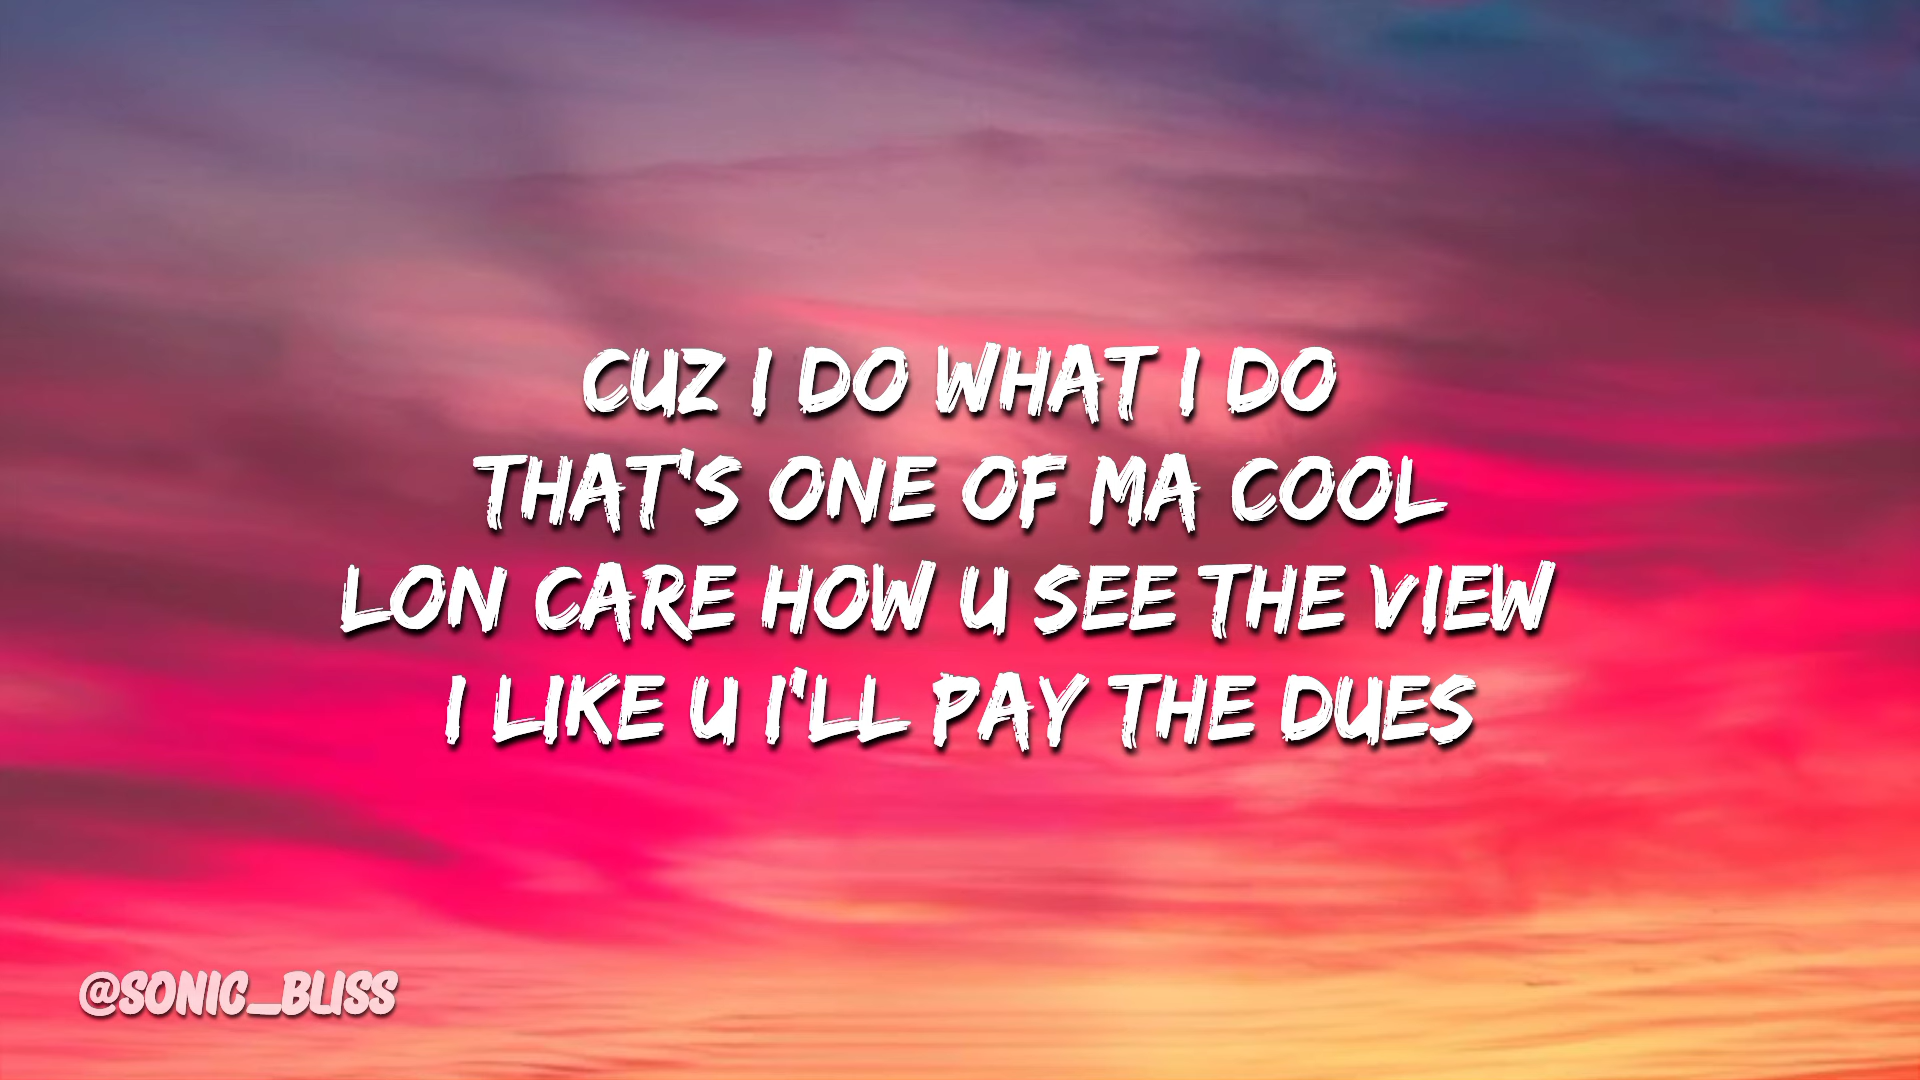 CUZ I DO WHAT I DO
THAT'S ONE OF MA COOL
LON CARE HOW U SEE THE VIEW
I LIKE U I'LL PAY THE DUES
@SONIC_BLISS